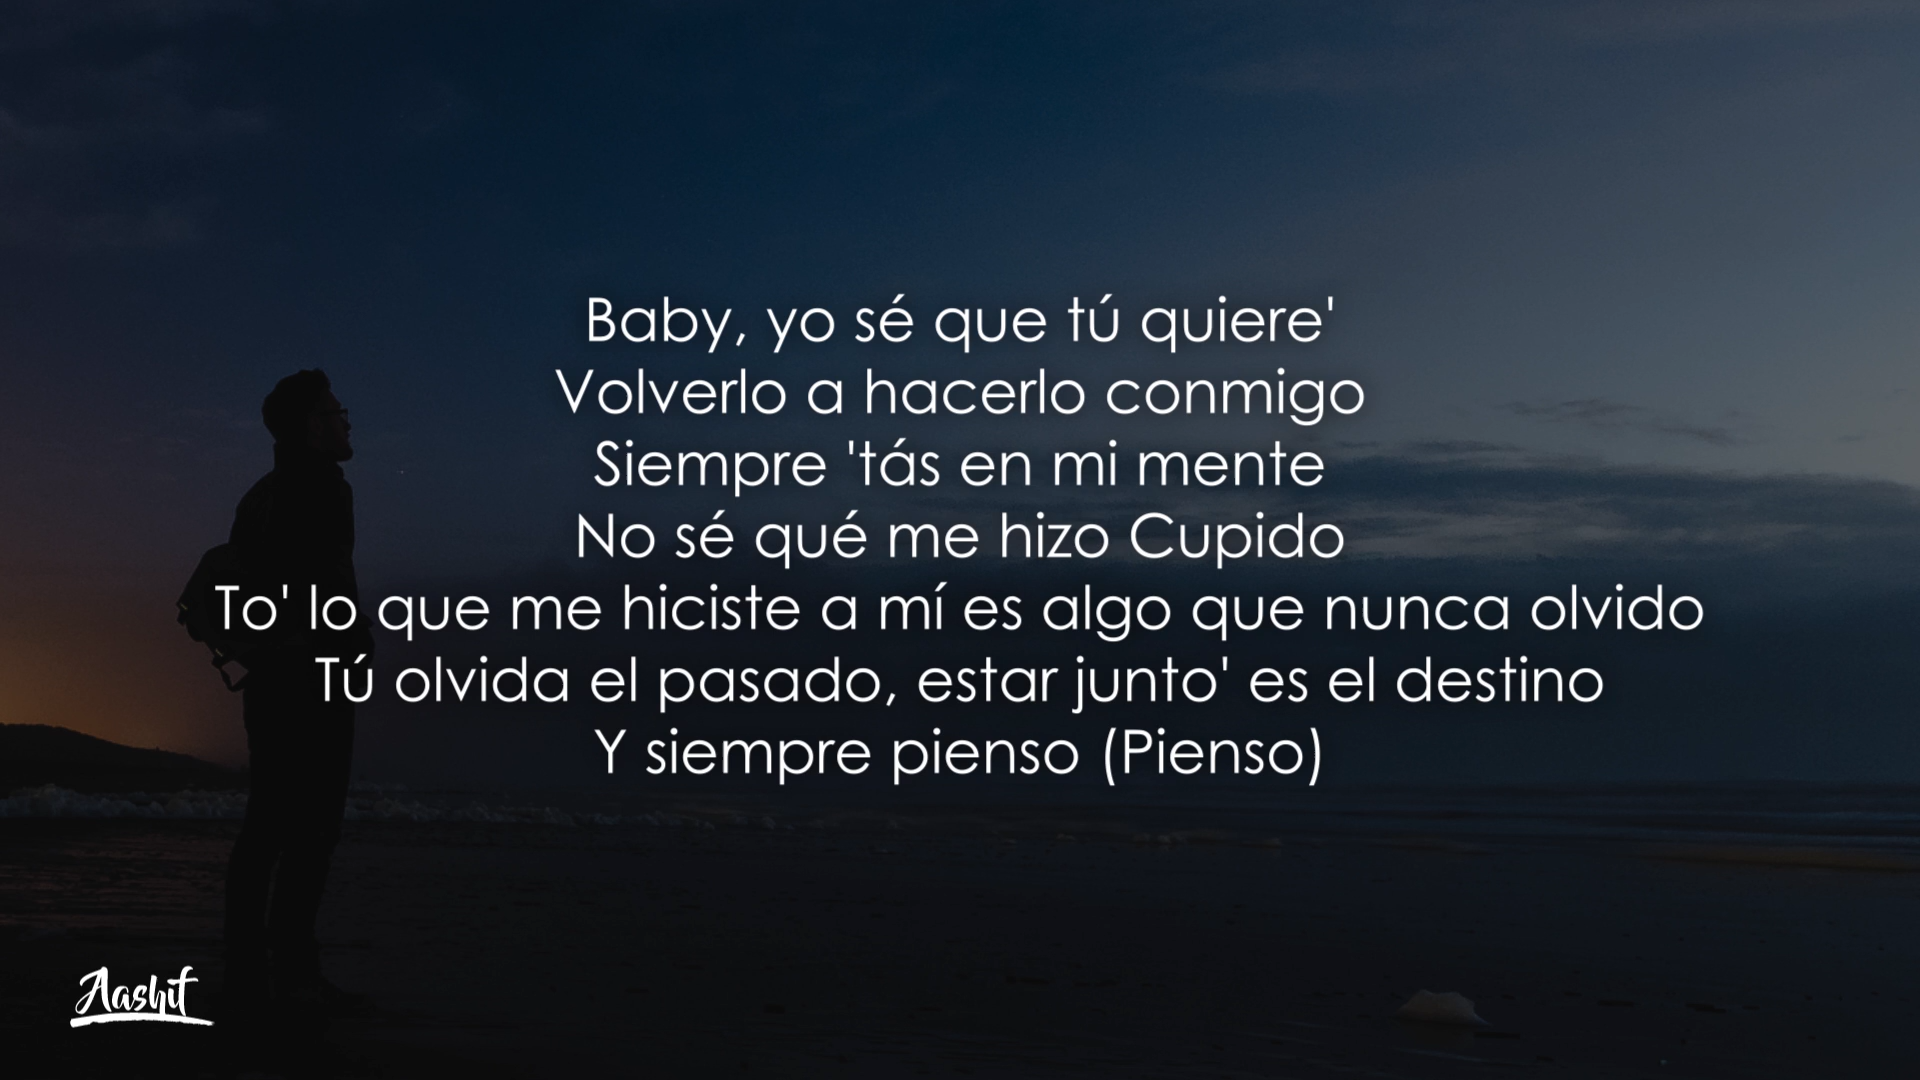 Baby, yo sé que tú quiere'
Volverlo a hacerlo conmigo
Siempre 'tás en mi mente
No sé qué me hizo Cupido
To' lo que me hiciste a mí es algo que nunca olvido
Tú olvida el pasado, estar junto' es el destino
Y siempre pienso (Pienso)
Aashif